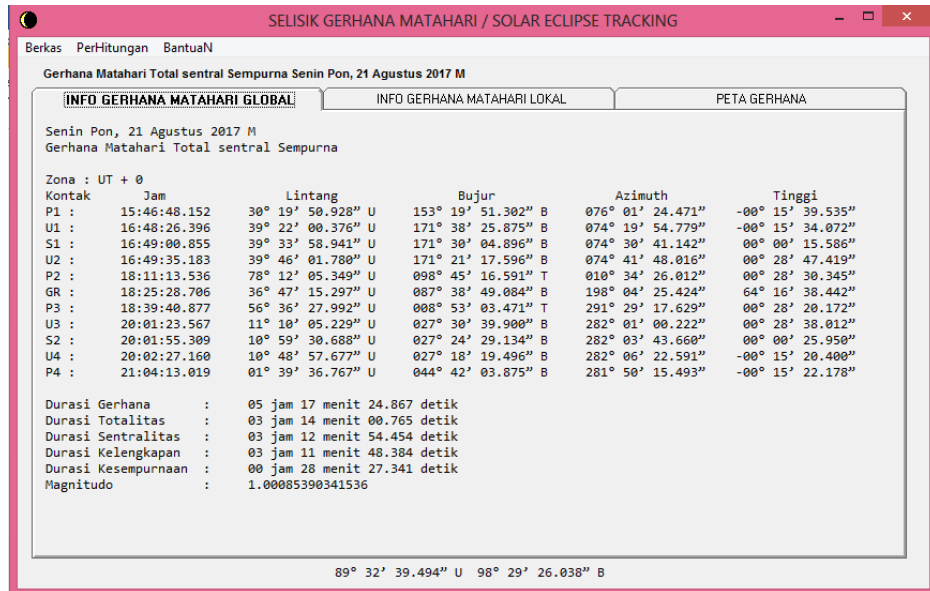 SELISIK GERHANA MATAHARI / SOLAR ECLIPSE TRACKING
Berkas PerHitungan BantuaN
Gerhana Matahari Total sentral Sempurna Senin Pon, 21 Agustus 2017 M
INFO GERHANA MATAHARI GLOBAL INFO GERHANA MATAHARI LOKAL PETA GERHANA
Senin Pon, 21 Agustus 2017 M
Gerhana Matahari Total sentral Sempurna
Zona : UT + 0
Kontak Jam Lintang Bujur Azimuth Tinggi
P1 : 15:46:48.152 30° 19’ 50.928” U 153° 19’ 51.302” B 076° 01’ 24.471” -00° 15’ 39.535”
U1 : 16:48:26.396 39° 22’ 00.376” U 171° 38’ 25.875” B 074° 19’ 54.779” -00° 15’ 34.072”
S1 : 16:49:00.855 39° 33’ 58.941” U 171° 30’ 04.896” B 074° 30’ 41.142” 00° 00’ 15.586”
U2 : 16:49:35.183 39° 46’ 01.780” U 171° 21’ 17.596” B 074° 41’ 48.016” 00° 28’ 47.419”
P2 : 18:11:13.536 78° 12’ 05.349” U 098° 45’ 16.591” T 010° 34’ 26.012” 00° 28’ 30.345”
GR : 18:25:28.706 36° 47’ 15.297” U 087° 38’ 49.084” B 198° 04’ 25.424” 64° 16’ 38.442”
P3 : 18:39:40.877 56° 36’ 27.992” U 008° 53’ 03.471” T 291° 29’ 17.629” 00° 28’ 20.172”
U3 : 20:01:23.567 11° 10’ 05.229” U 027° 30’ 39.900” B 282° 01’ 00.222” 00° 28’ 38.012”
S2 : 20:01:55.309 10° 59’ 30.688” U 027° 24’ 29.134” B 282° 03’ 43.660” 00° 00’ 25.950”
U4 : 20:02:27.160 10° 48’ 57.677” U 027° 18’ 19.496” B 282° 06’ 22.591” -00° 15’ 20.400”
P4 : 21:04:13.019 01° 39’ 36.767” U 044° 42’ 03.875” B 281° 50’ 15.493” -00° 15’ 22.178”
Durasi Gerhana : 05 jam 17 menit 24.867 detik
Durasi Totalitas : 03 jam 14 menit 00.765 detik
Durasi Sentralitas : 03 jam 12 menit 54.454 detik
Durasi Kelengkapan : 03 jam 11 menit 48.384 detik
Durasi Kesempurnaan : 00 jam 28 menit 27.341 detik
Magnitudo : 1.00085390341536
89° 32’ 39.494” U 98° 29’ 26.038” B